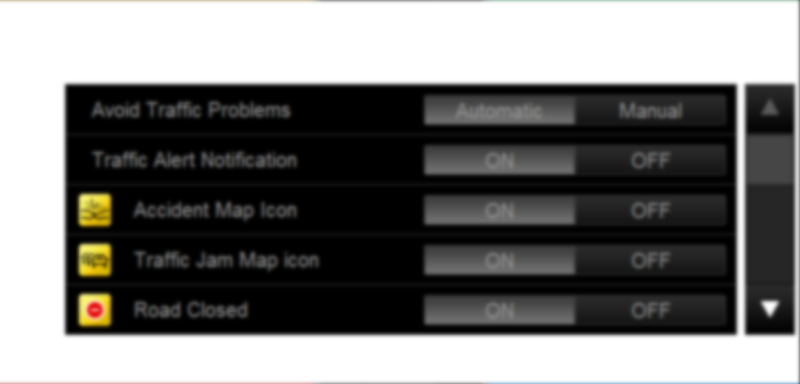 Avoid Traffic Problems Automatic Manual
Traffic Alert Notification ON OFF
Accident Map Icon ON OFF
Traffic Jam Map icon ON OFF
Road Closed ON OFF